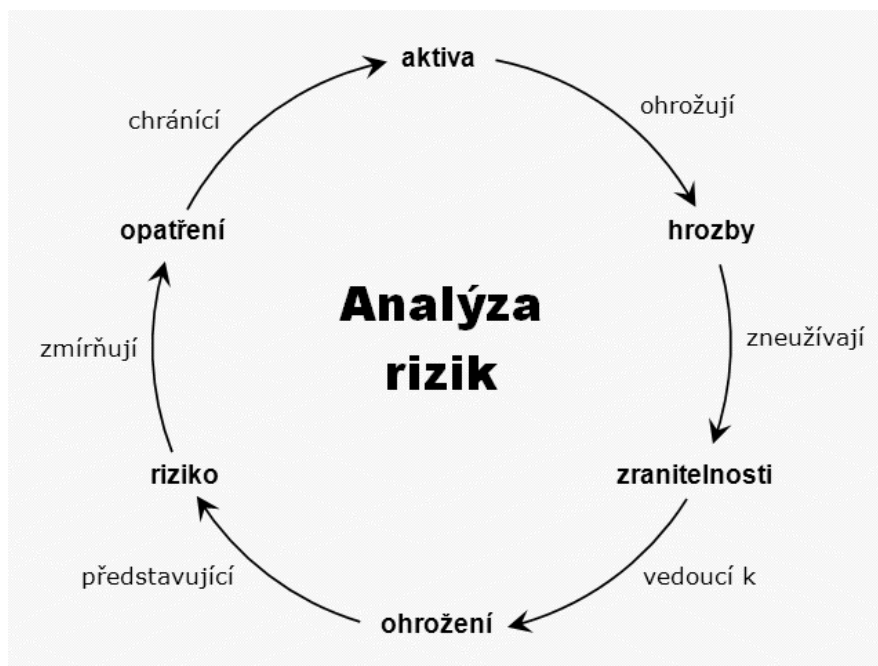 aktiva
ohrožují
chránící
opatření
hrozby
Analýza
rizik
zmírňují
zneužívají
riziko
zranitelnosti
představující
vedoucí k
ohrožení